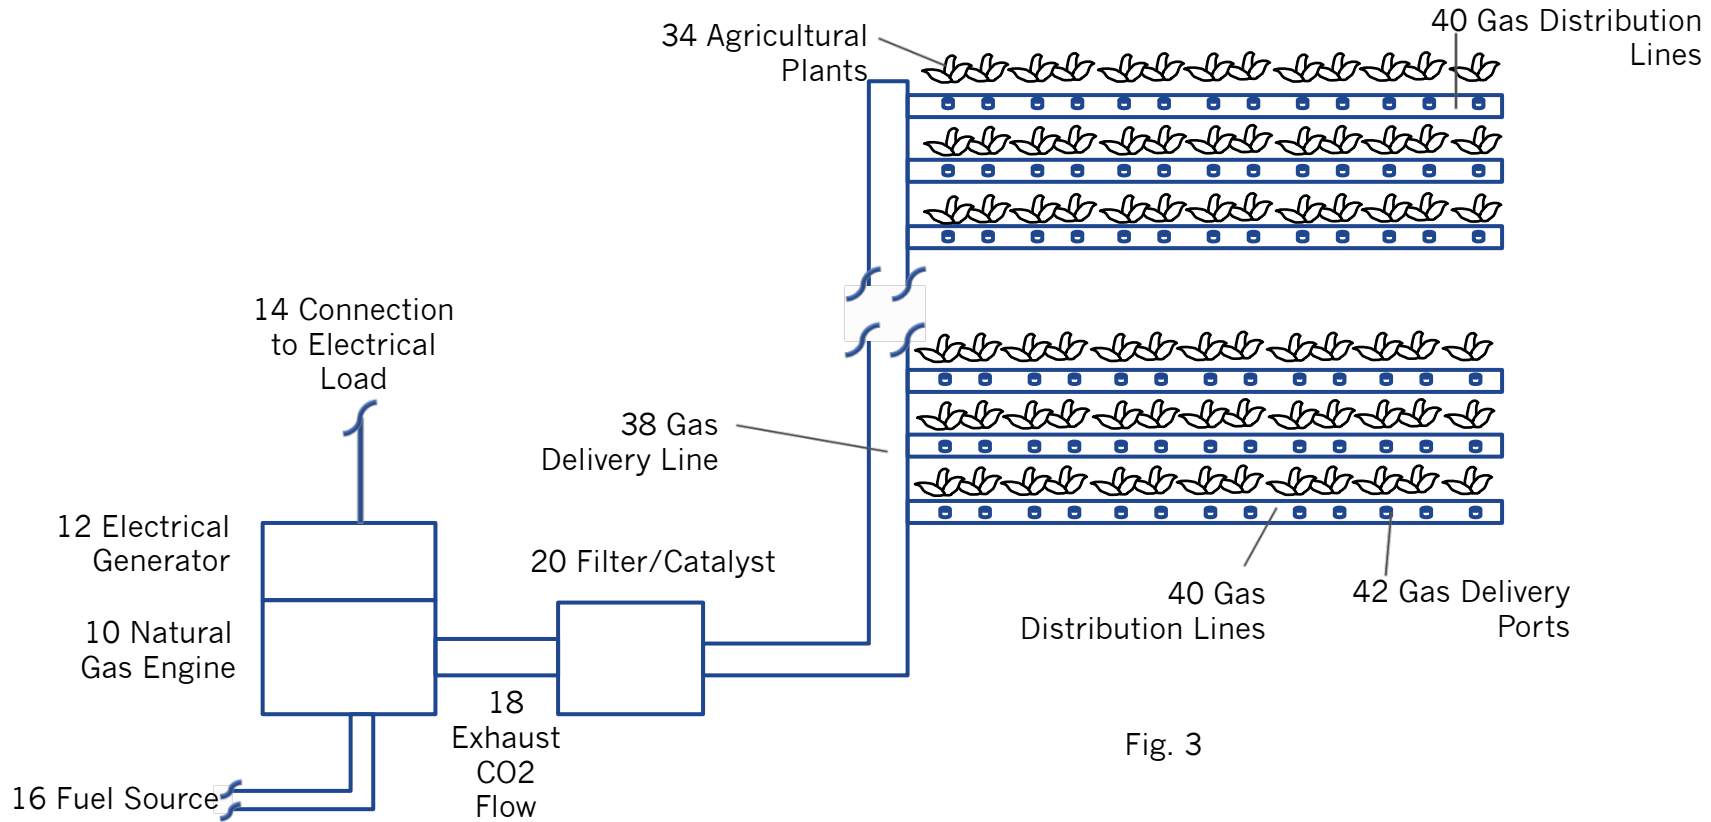 34 Agricultural
Plants
40 Gas Distribution
Lines
14 Connection
to Electrical
Load
38 Gas
Delivery Line
12 Electrical
Generator
20 Filter/Catalyst
10 Natural
Gas Engine
40 Gas
Distribution Lines
42 Gas Delivery
Ports
18
Exhaust
CO2
Flow
Fig. 3
16 Fuel Source